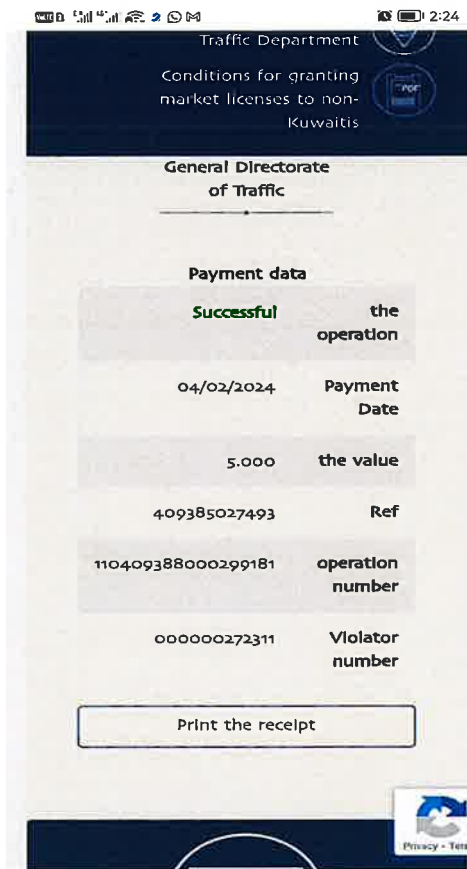 2:24
Traffic Department
Conditions for granting
market licenses to non-
Kuwaitis
PDF
General Directorate
of Traffic
Payment data
Successful the
operation
04/02/2024 Payment
Date
5.000 the value
409385027493 Ref
110409388000299181 operation
number
000000272311 Violator
number
Print the receipt
Privacy -